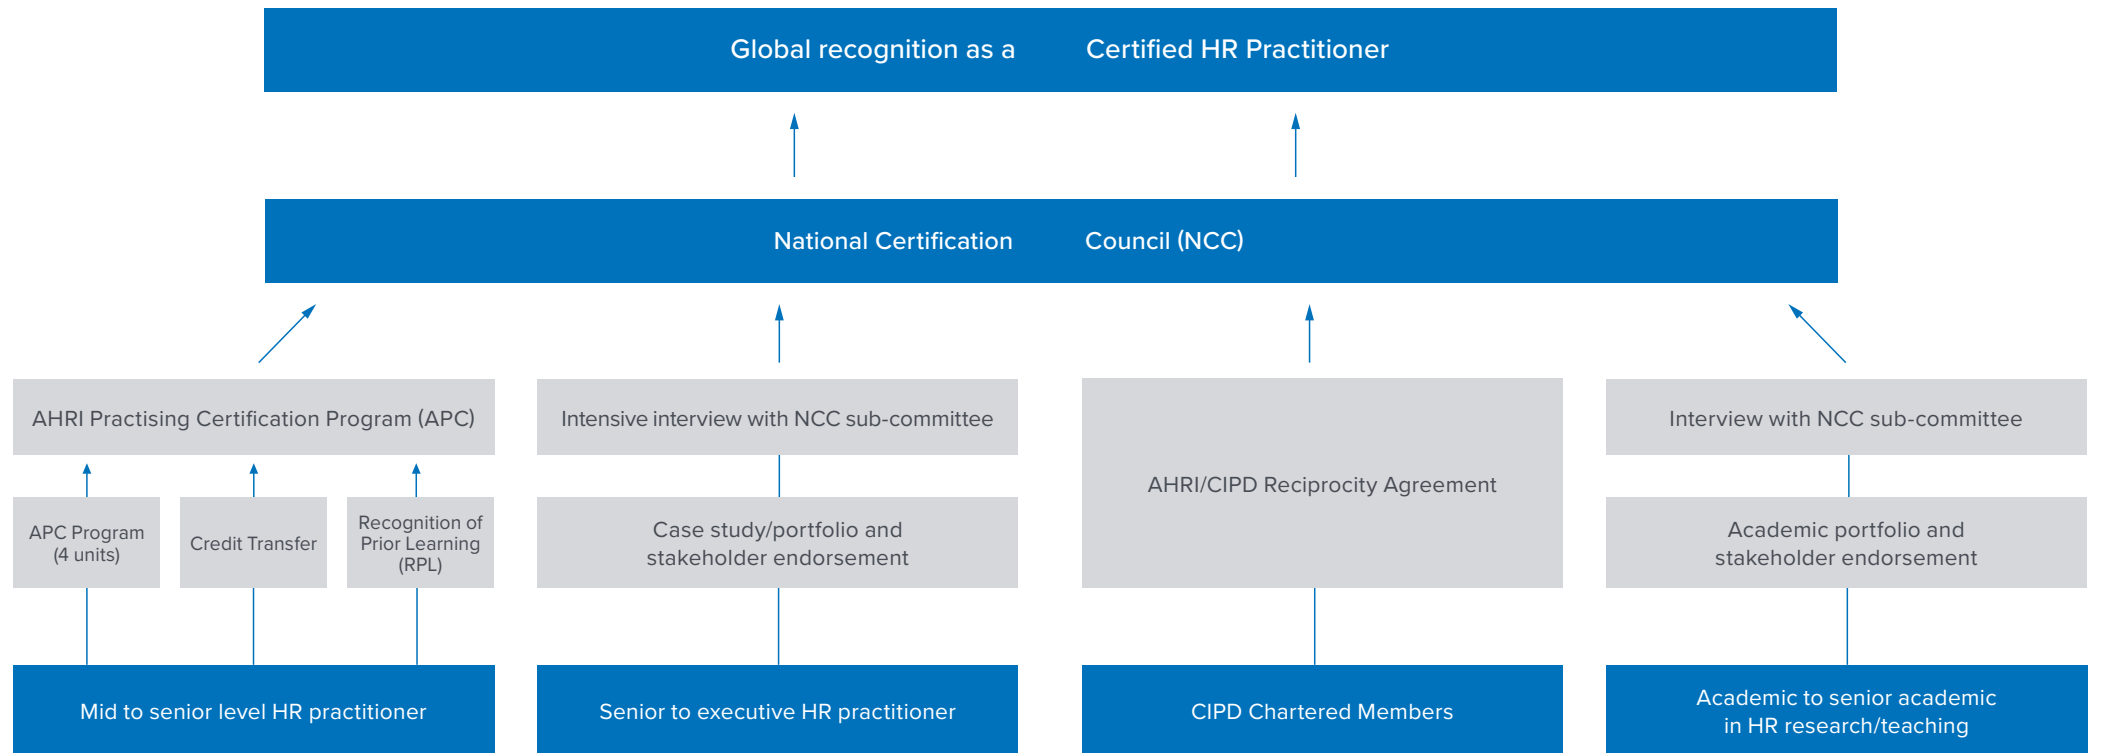 Global recognition as a Certified HR Practitioner
National Certification Council (NCC)
AHRI Practising Certification Program (APC)
Intensive interview with NCC sub-committee
AHRI/CIPD Reciprocity Agreement
Interview with NCC sub-committee
APC Program
(4 units)
Credit Transfer
Recognition of
Prior Learning
(RPL)
Case study/portfolio and
stakeholder endorsement
Academic portfolio and
stakeholder endorsement
Mid to senior level HR practitioner
Senior to executive HR practitioner
CIPD Chartered Members
Academic to senior academic
in HR research/teaching